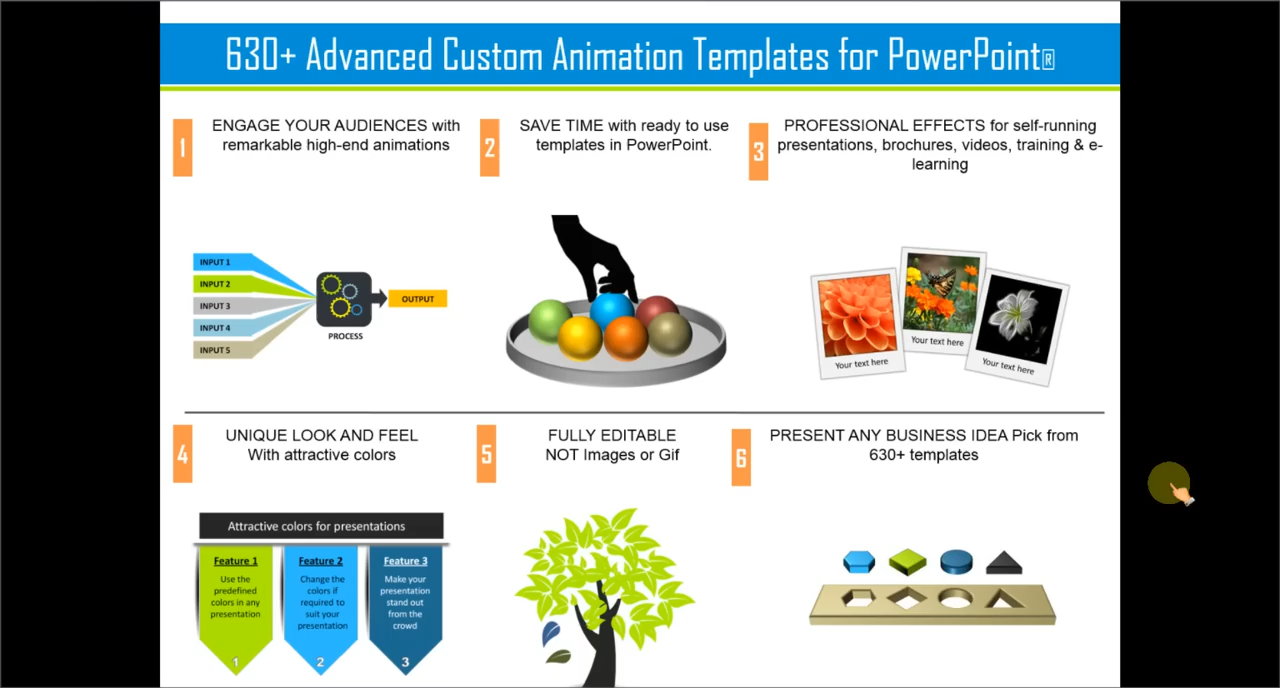 630+ Advanced Custom Animation Templates for PowerPoint®
1
ENGAGE YOUR AUDIENCES with
remarkable high-end animations
2
SAVE TIME with ready to use
templates in PowerPoint.
3
PROFESSIONAL EFFECTS for self-running
presentations, brochures, videos, training & e-
learning
INPUT 1
INPUT 2
INPUT 3
INPUT 4
INPUT 5
PROCESS
OUTPUT
Your text here
Your text here
Your text here
4
UNIQUE LOOK AND FEEL
With attractive colors
5
FULLY EDITABLE
NOT Images or Gif
6
PRESENT ANY BUSINESS IDEA Pick from
630+ templates
Attractive colors for presentations
Feature 1
Use the
predefined
colors in any
presentation
1
Feature 2
Change the
colors if
required to
suit your
presentation
2
Feature 3
Make your
presentation
stand out
from the
crowd
3